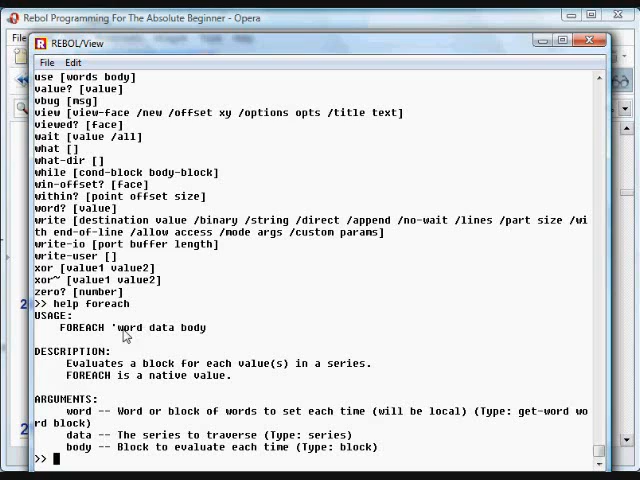 Rebol Programming For The Absolute Beginner - Opera
File
REBOL/View
File Edit
use [words body]
value? [value]
vbug [msg]
view [view-face /new /offset xy /options opts /title text]
viewed? [face]
wait [value /all]
what []
what-dir []
while [cond-block body-block]
win-offset? [face]
within? [point offset size]
word? [value]
write [destination value /binary /string /direct /append /no-wait /lines /part size /wi
th end-of-line /allow access /mode args /custom params]
write-io [port buffer length]
write-user []
xor [value1 value2]
xor~ [value1 value2]
zero? [number]
>> help foreach
USAGE:
FOREACH 'word data body
DESCRIPTION:
Evaluates a block for each value(s) in a series.
FOREACH is a native value.
ARGUMENTS:
word -- Word or block of words to set each time (will be local) (Type: get-word wo
rd block)
data -- The series to traverse (Type: series)
body -- Block to evaluate each time (Type: block)
>>